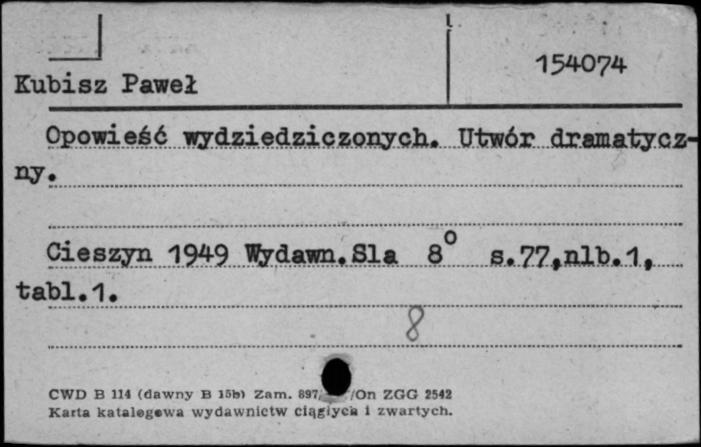 154074
Kubisz Paweł
Opowieść wydziedziczonych. Utwór dramatycz-
ny.
Cieszyn 1949 Wydawn.Sla 8° s.77,nlb.1,
tabl.1.
8
CWD B 114 (dawny B 15b) Zam. 897/ /On ZGG 2542
Karta katalogowa wydawnictw ciągłych i zwartych.